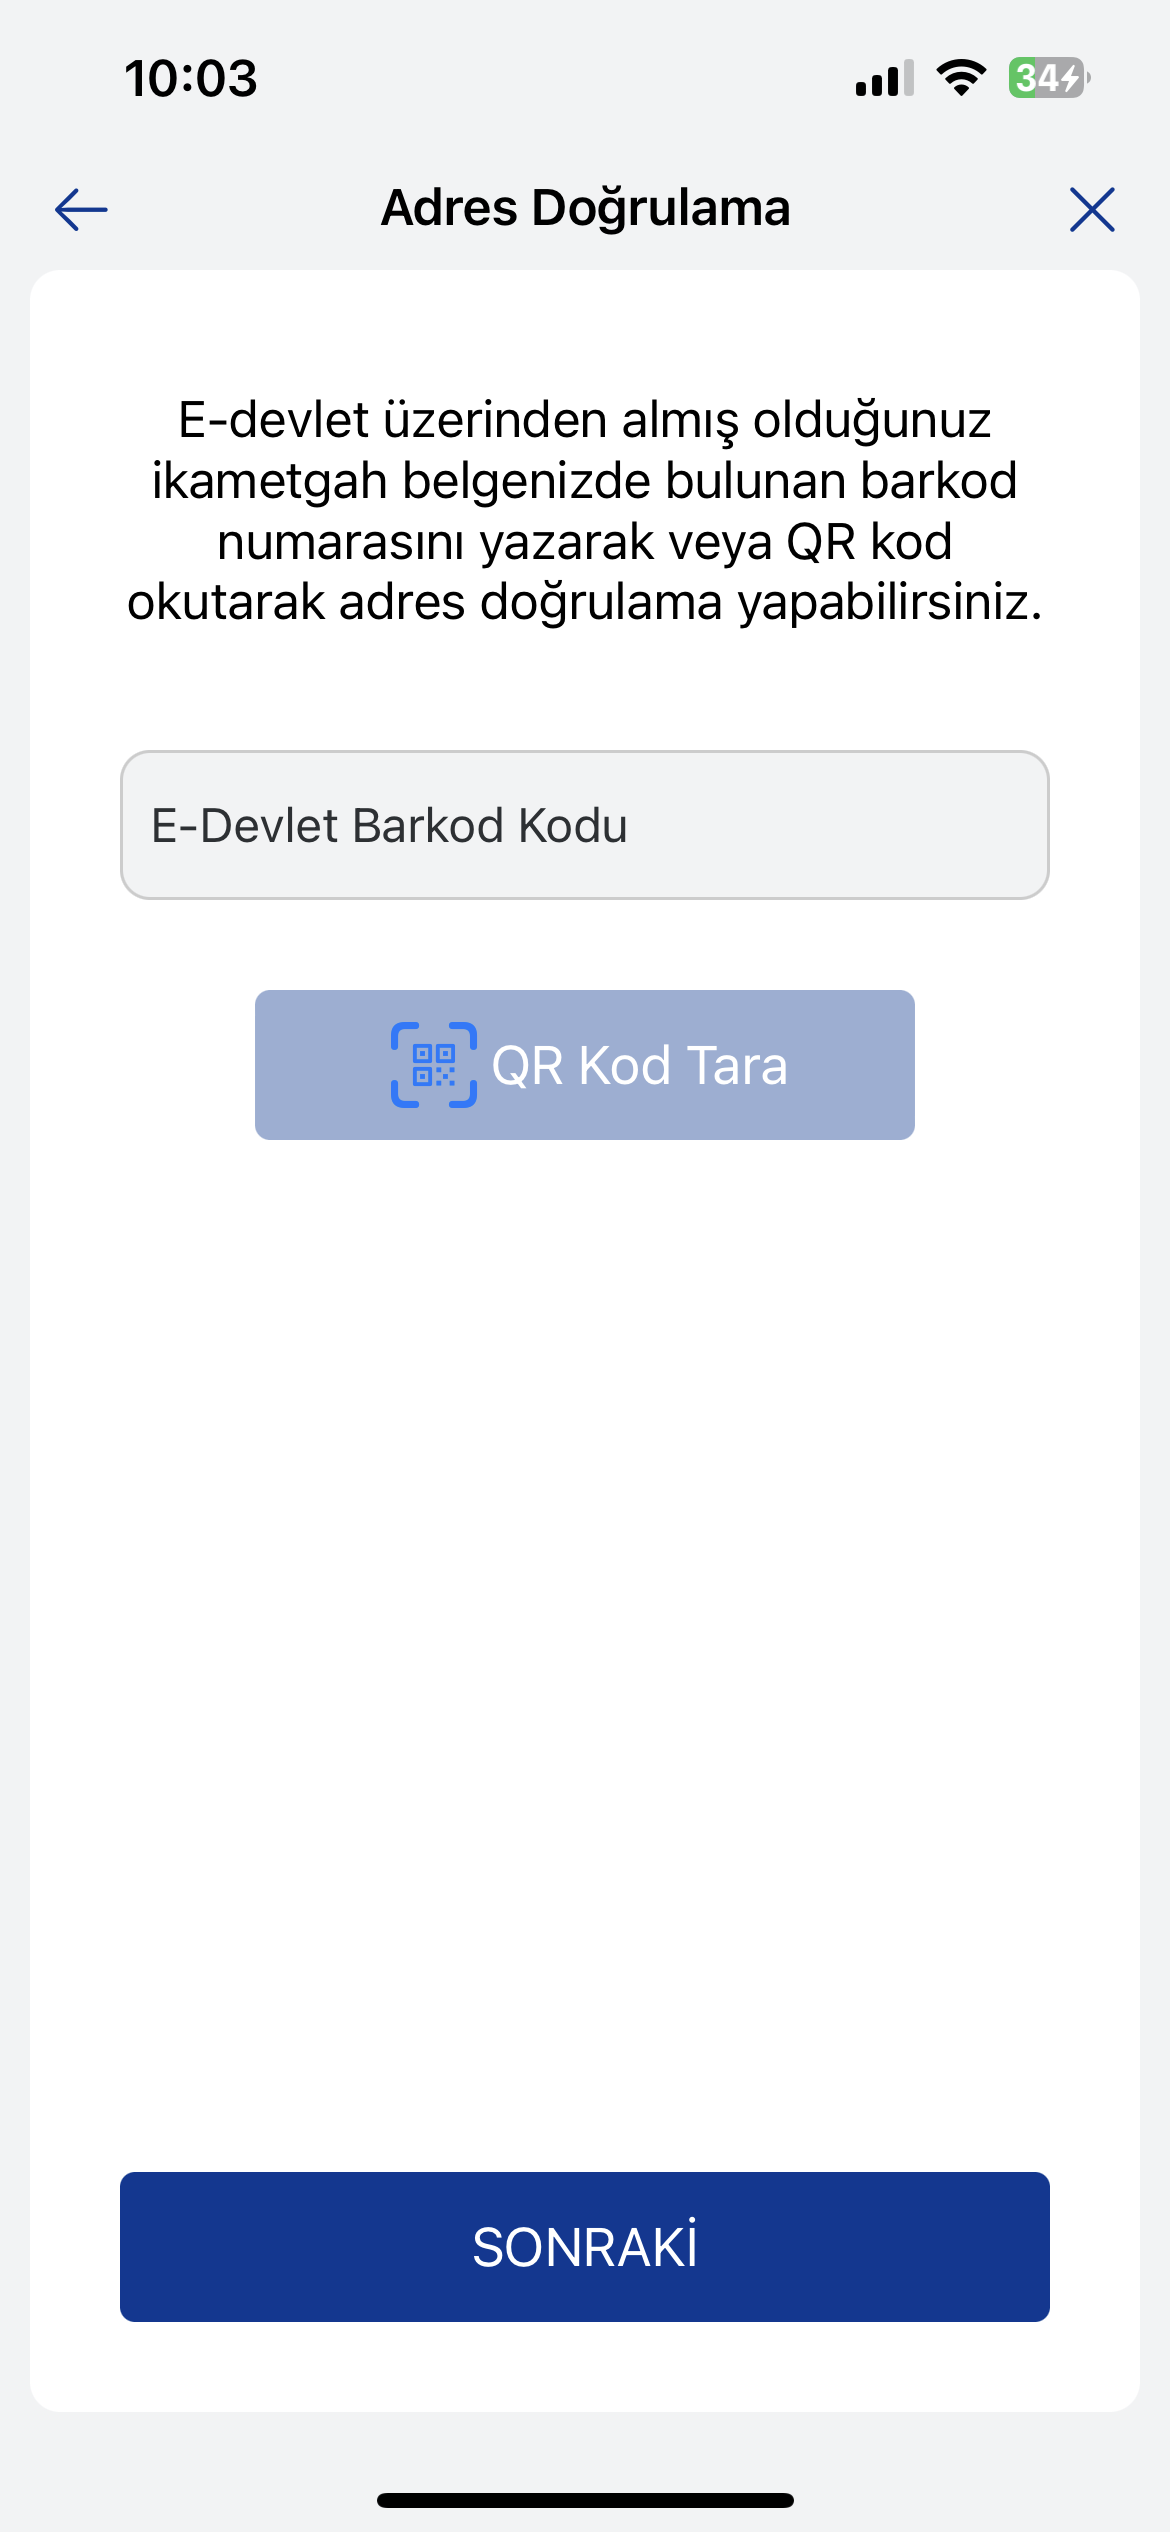 10:03
34
Adres Doğrulama
E-devlet üzerinden almış olduğunuz
ikametgah belgenizde bulunan barkod
numarasını yazarak veya QR kod
okutarak adres doğrulama yapabilirsiniz.
E-Devlet Barkod Kodu
QR Kod Tara
SONRAKİ